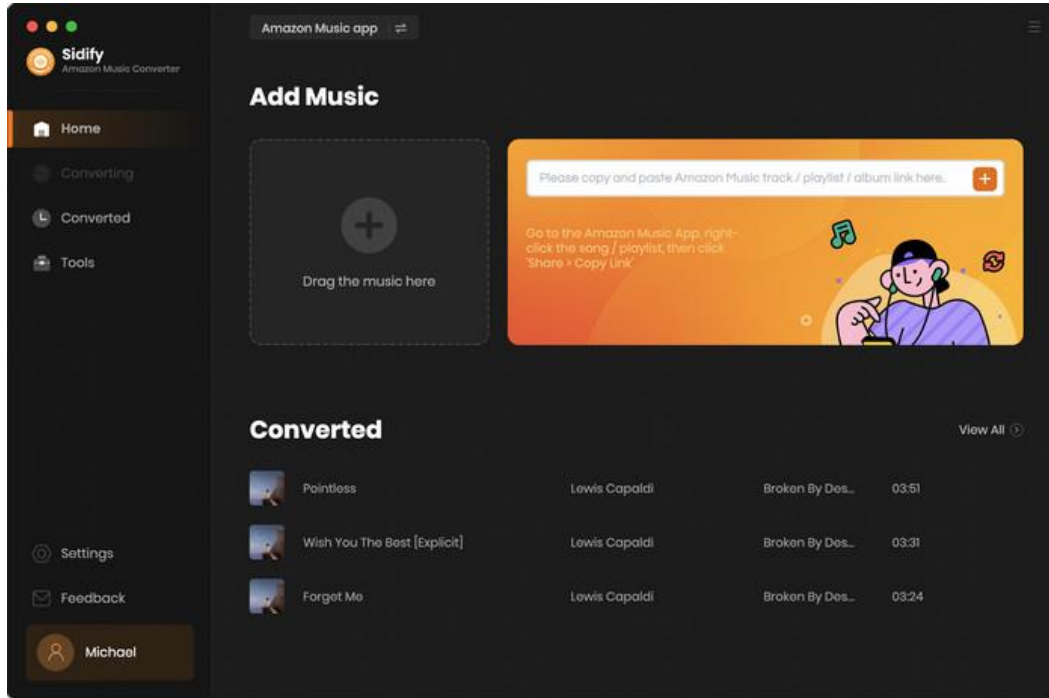 Amazon Music app
Sidify
Amazon Music Converter
Home
Converting
Converted
Tools
Settings
Feedback
Michael
Add Music
Drag the music here
Please copy and paste Amazon Music track / playlist / album link here.
Go to the Amazon Music App, right-
click the song / playlist, then click
'Share > Copy Link'
Converted
View All
Pointless Lewis Capaldi Broken By Des... 03:51
Wish You The Best [Explicit] Lewis Capaldi Broken By Des... 03:31
Forget Me Lewis Capaldi Broken By Des... 03:24